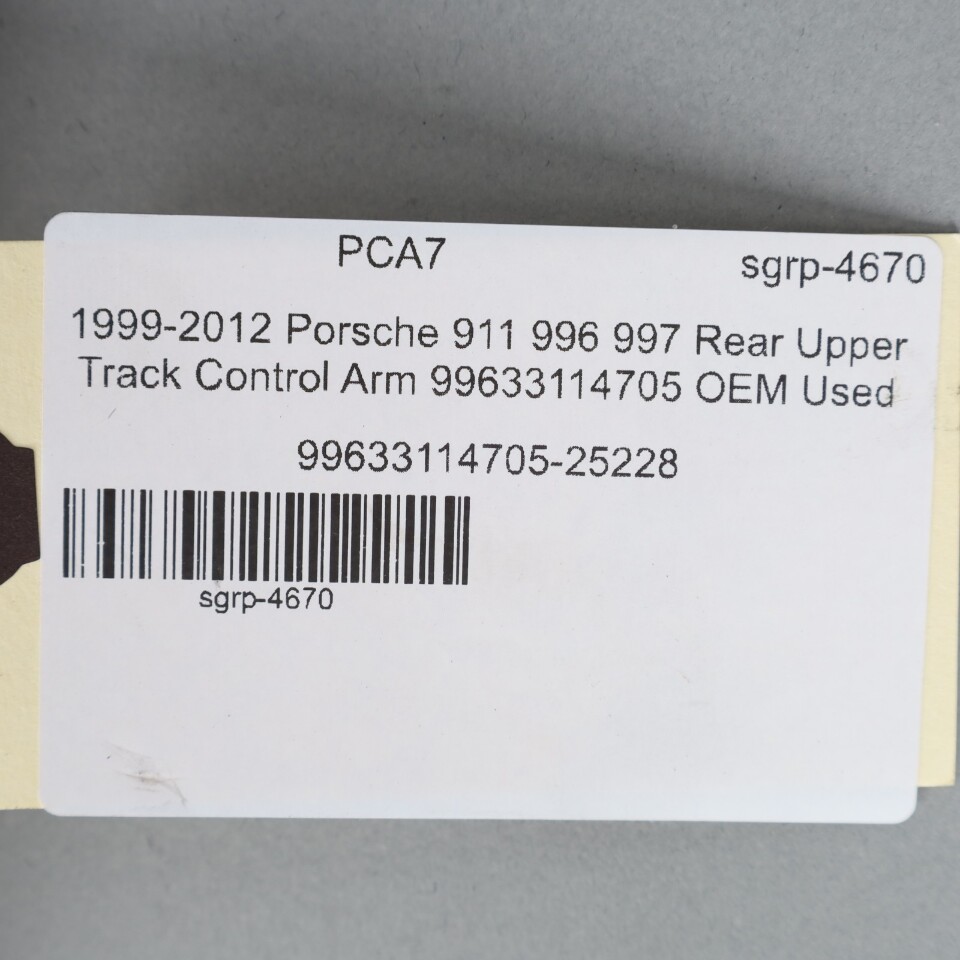 PCA7 sgrp-4670
1999-2012 Porsche 911 996 997 Rear Upper
Track Control Arm 99633114705 OEM Used
99633114705-25228
sgrp-4670